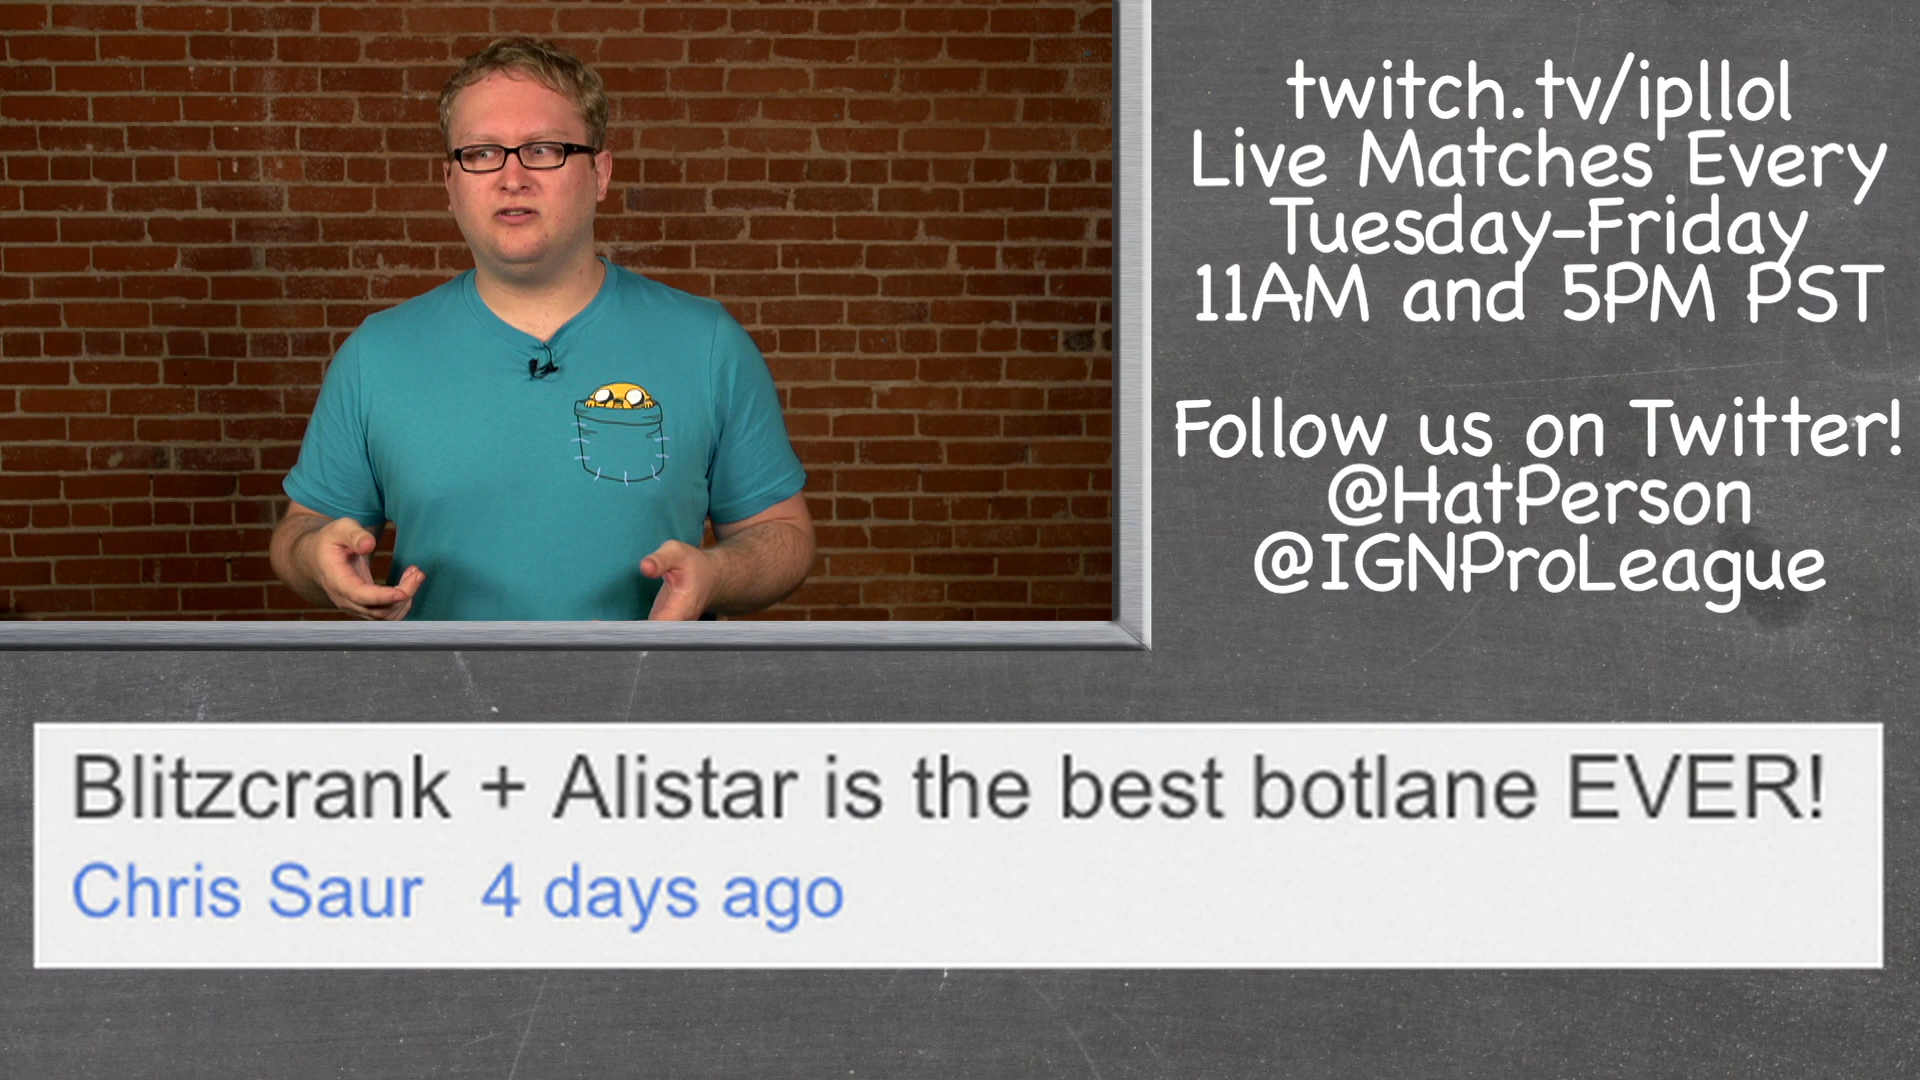 twitch.tv/ipllol
Live Matches Every
Tuesday-Friday
11AM and 5PM PST
Follow us on Twitter!
@HatPerson
@IGNProLeague
Blitzcrank + Alistar is the best botlane EVER!
Chris Saur 4 days ago